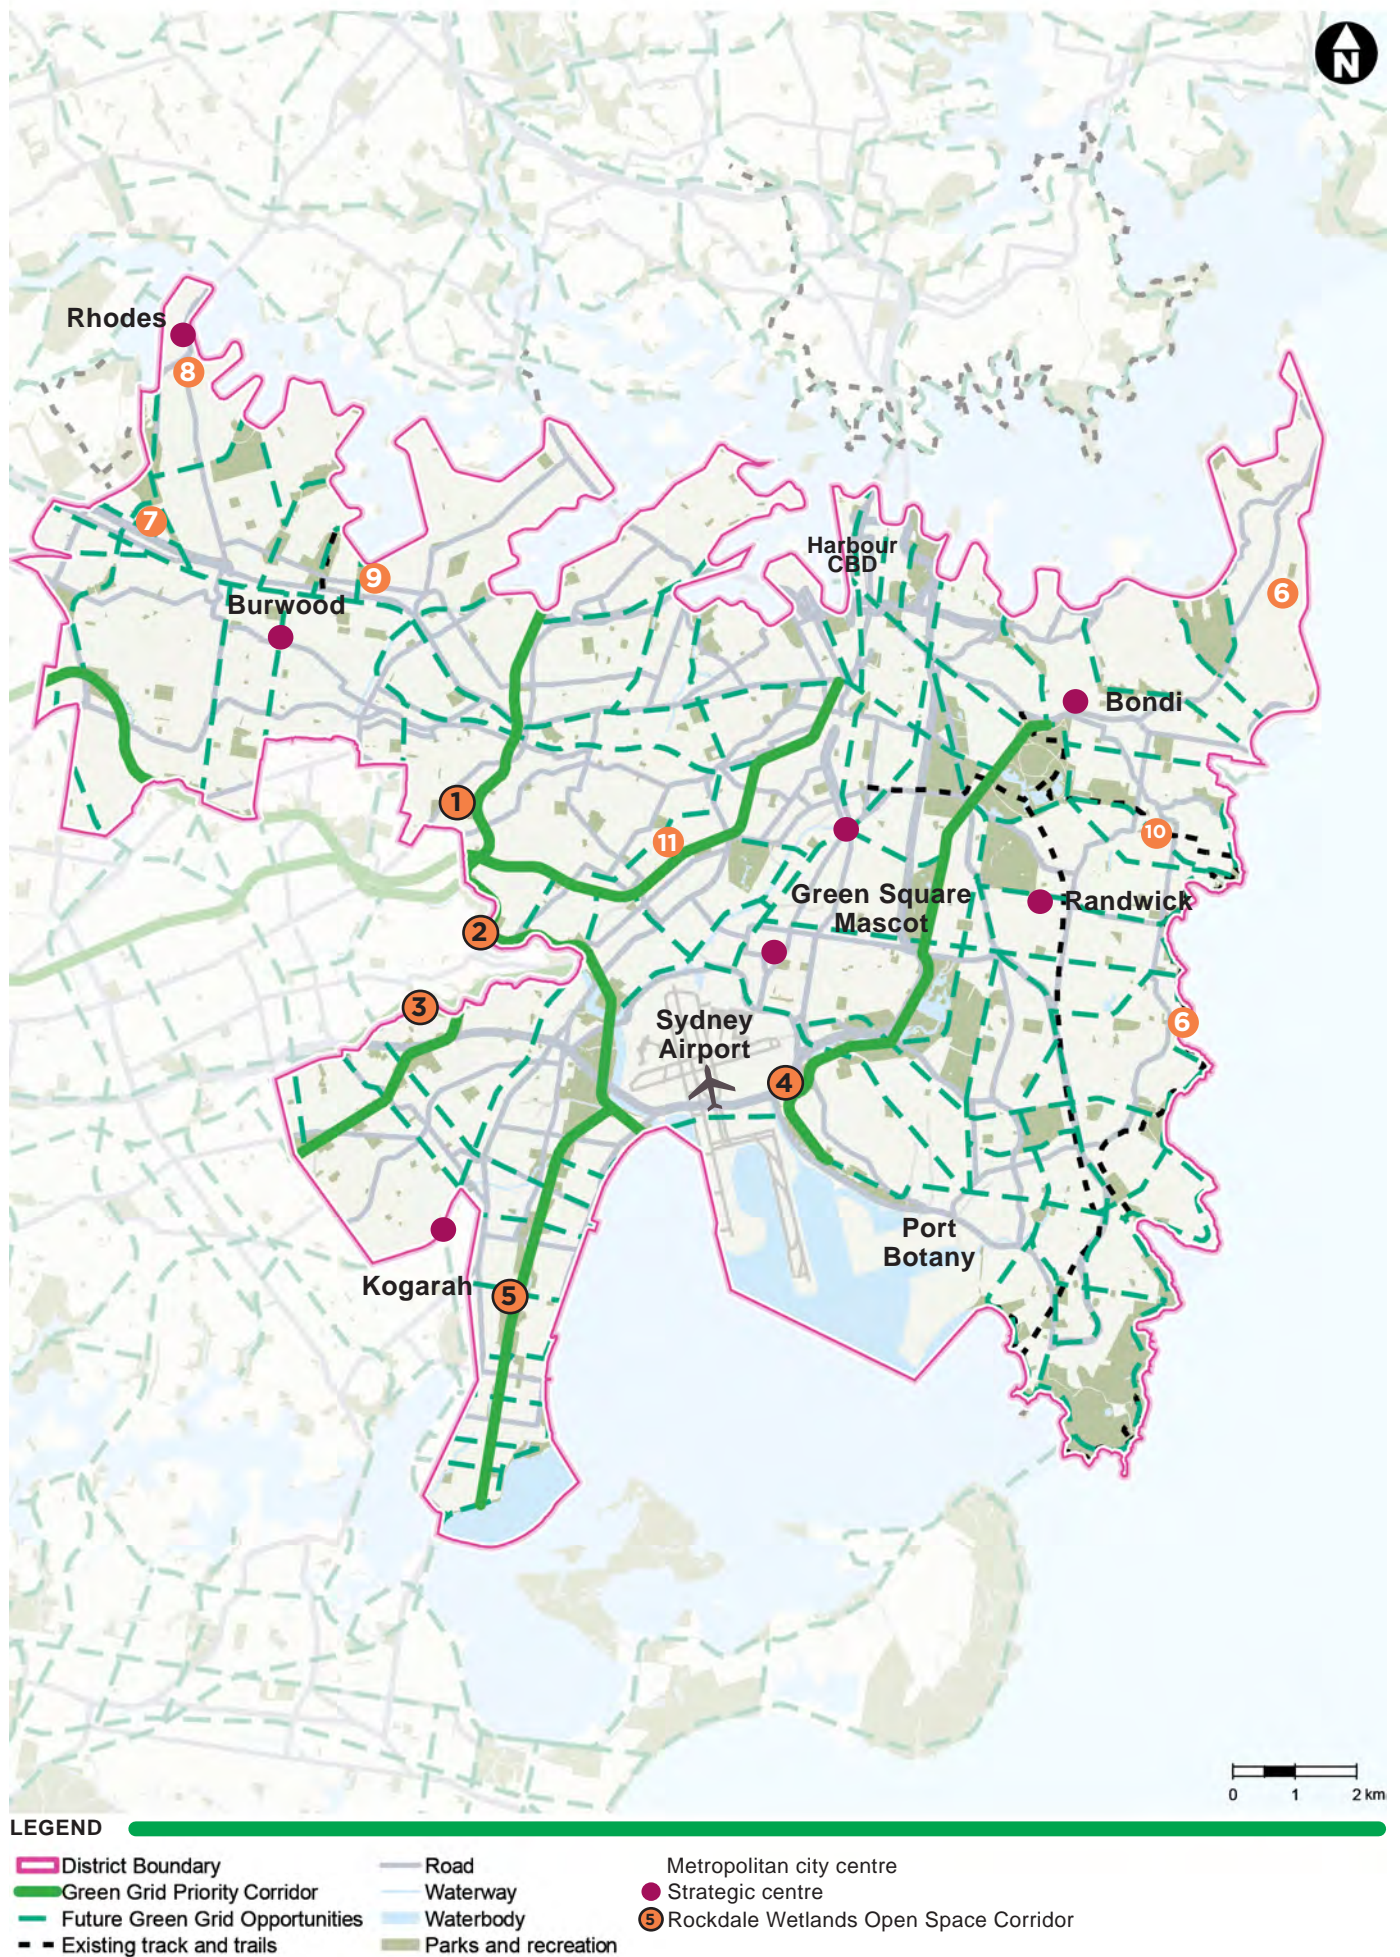 N
Rhodes
8
7
9
Burwood
Harbour
CBD
6
Bondi
1
11
10
2
Green Square
Mascot
Randwick
3
Sydney
Airport
6
4
Port
Botany
Kogarah
5
0 1 2 km
LEGEND
District Boundary
Green Grid Priority Corridor
Future Green Grid Opportunities
Existing track and trails
Road
Waterway
Waterbody
Parks and recreation
Metropolitan city centre
Strategic centre
5 Rockdale Wetlands Open Space Corridor